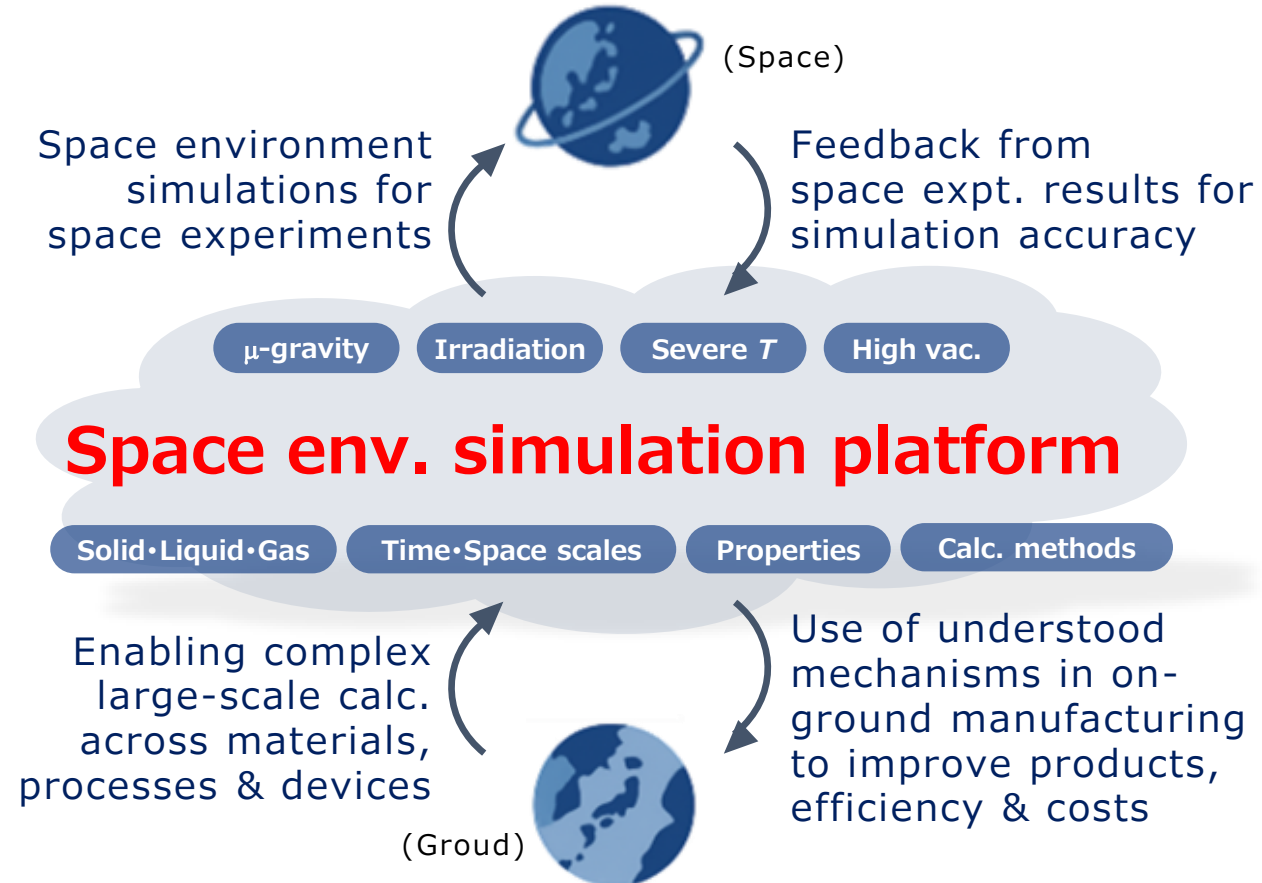 (Space)
Space environment
simulations for
space experiments
Feedback from
space expt. results for
simulation accuracy
μ-gravity
Irradiation
Severe T
High vac.
Space env. simulation platform
Solid･Liquid･Gas
Time･Space scales
Properties
Calc. methods
Enabling complex
large-scale calc.
across materials,
processes & devices
Use of understood
mechanisms in on-
ground manufacturing
to improve products,
efficiency & costs
(Groud)